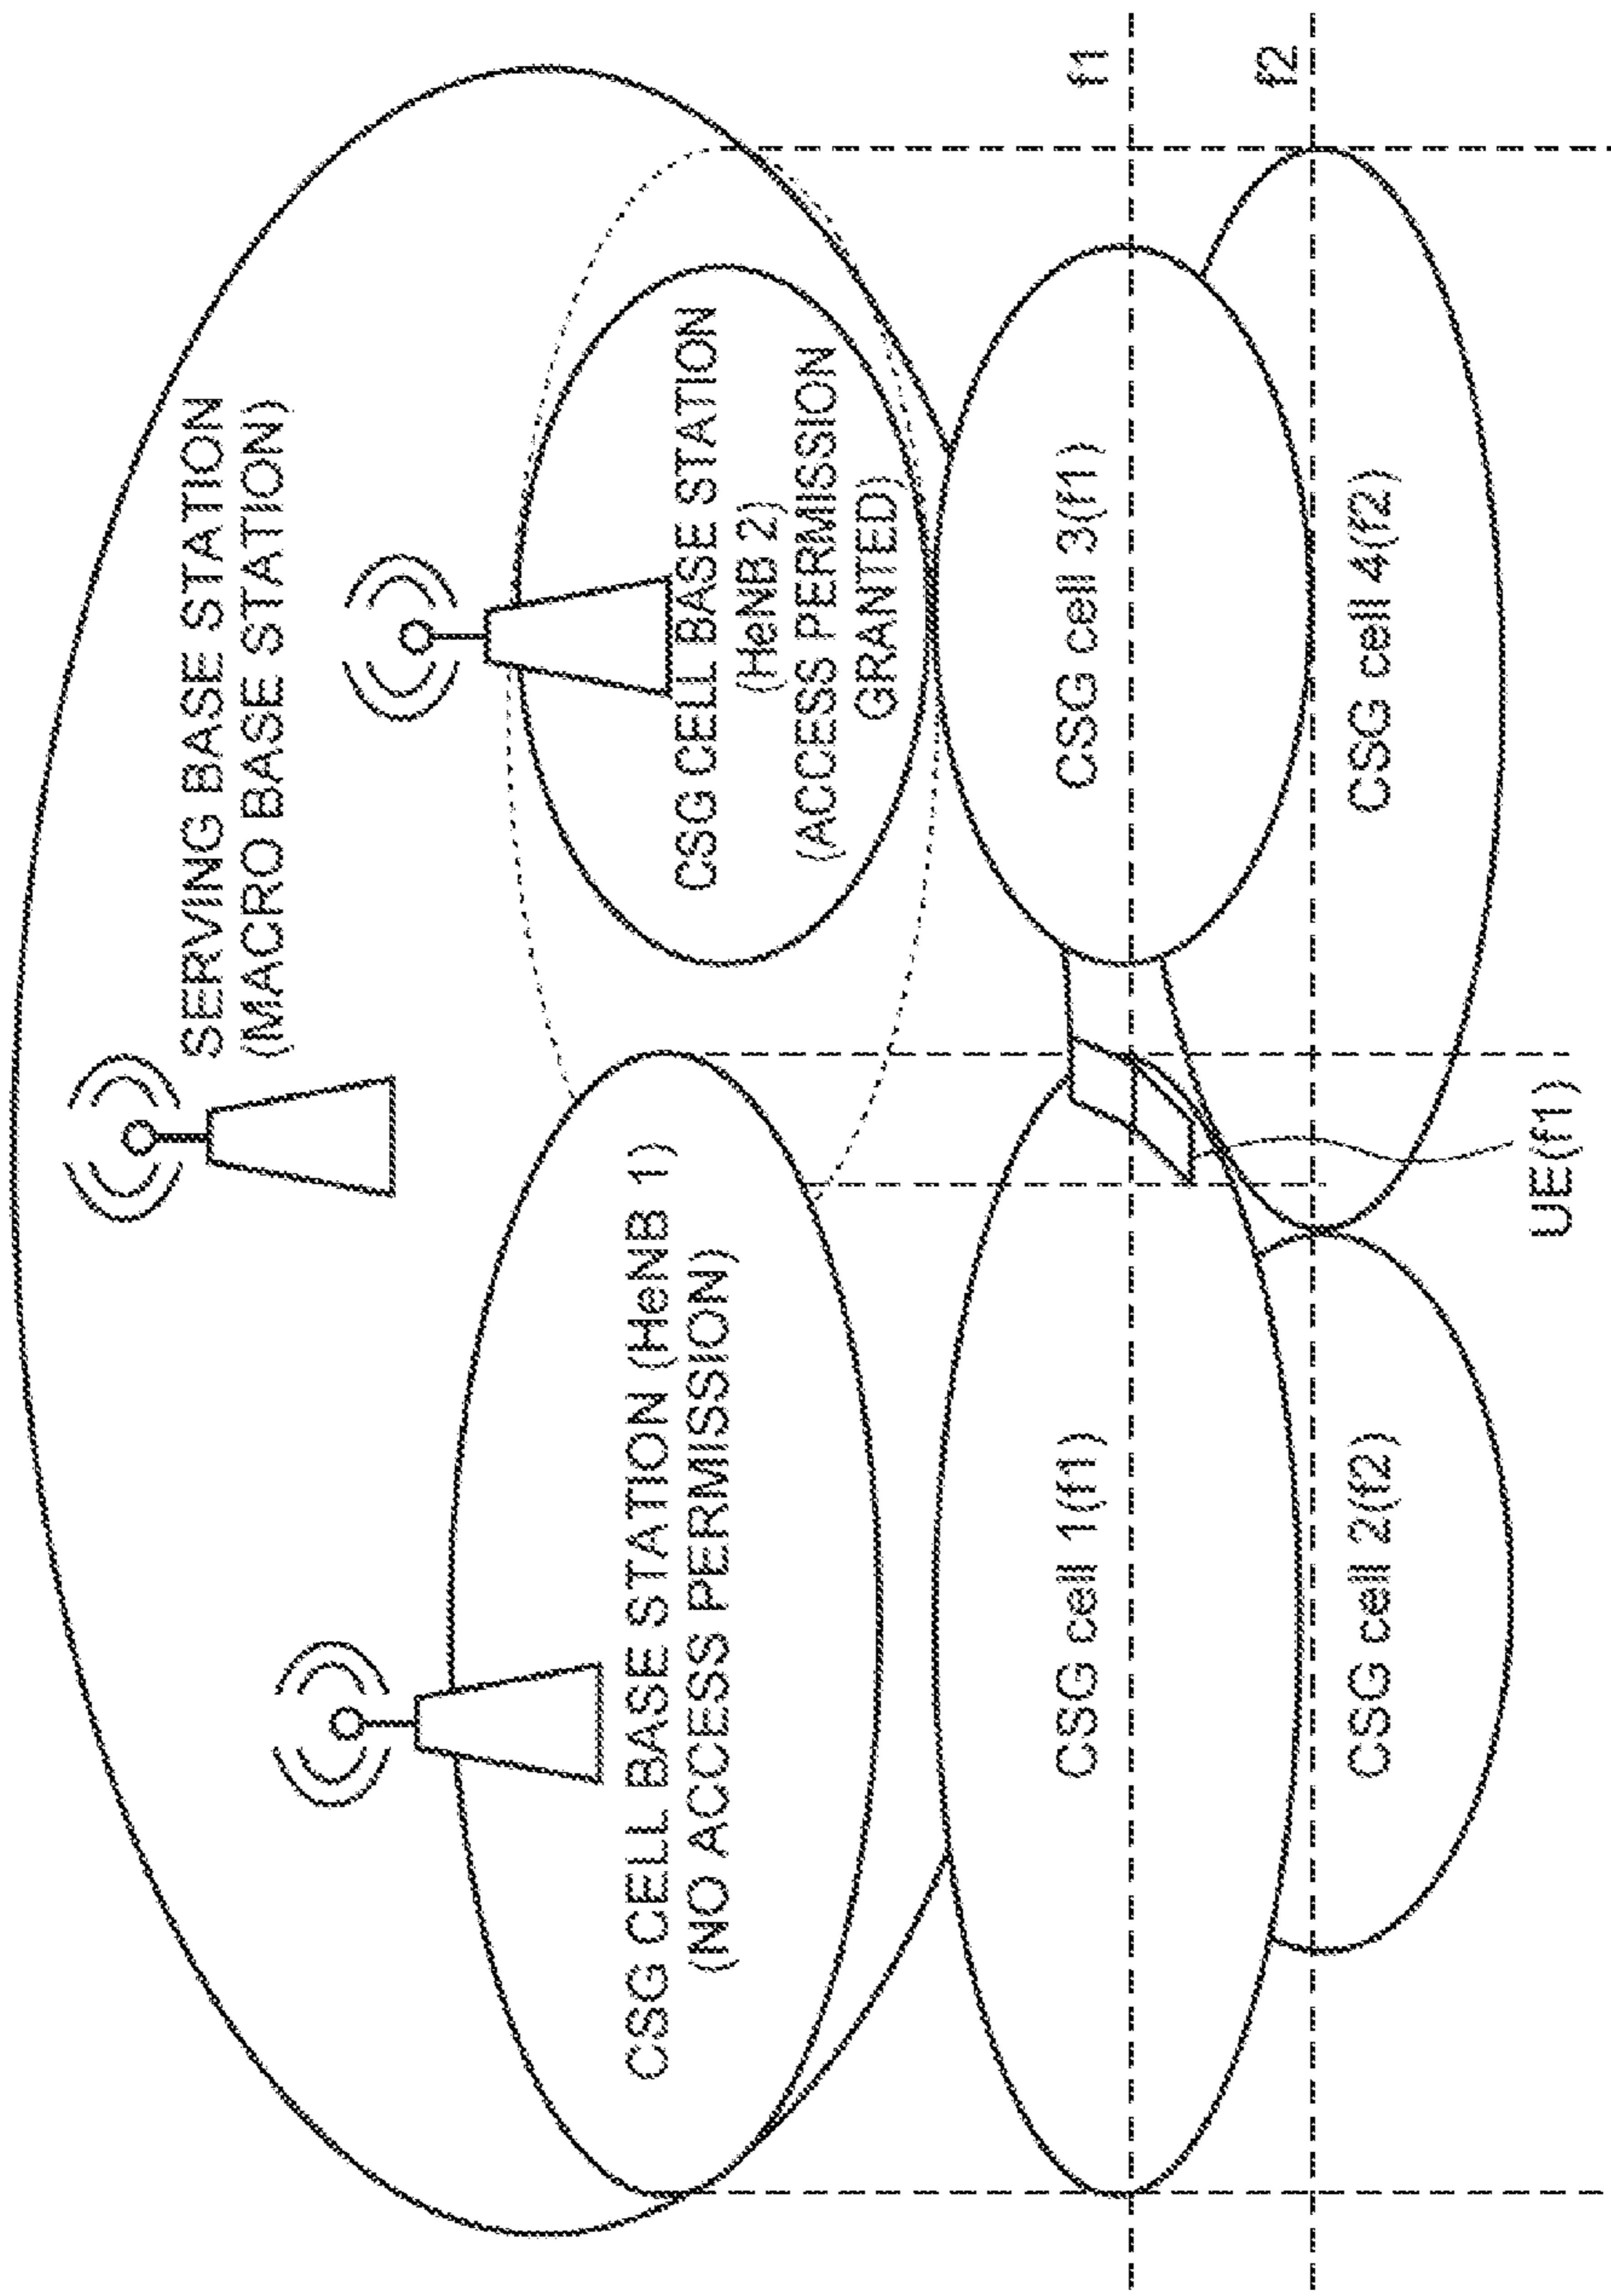 SERVING BASE STATION
(MACRO BASE STATION)
CSG CELL BASE STATION (HeNB 1)
(NO ACCESS PERMISSION)
CSG CELL BASE STATION
(HeNB 2)
(ACCESS PERMISSION
GRANTED)
f1
CSG cell 1(f1)
CSG cell 3(f1)
f2
CSG cell 2(f2)
CSG cell 4(f2)
UE(f1)